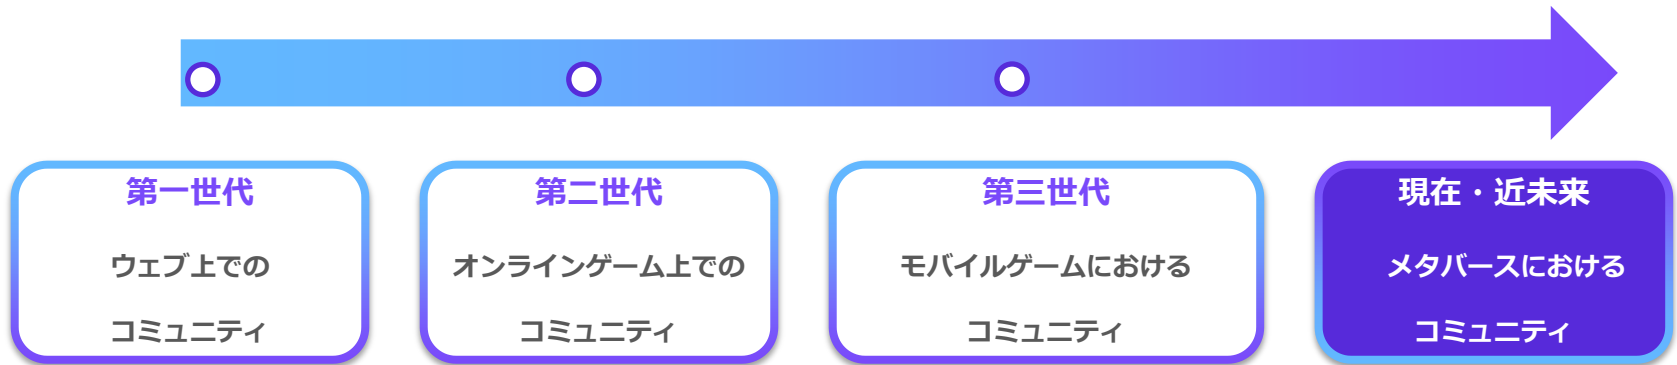 第一世代
ウェブ上での
コミュニティ
第二世代
オンラインゲーム上での
コミュニティ
第三世代
モバイルゲームにおける
コミュニティ
現在・近未来
メタバースにおける
コミュニティ